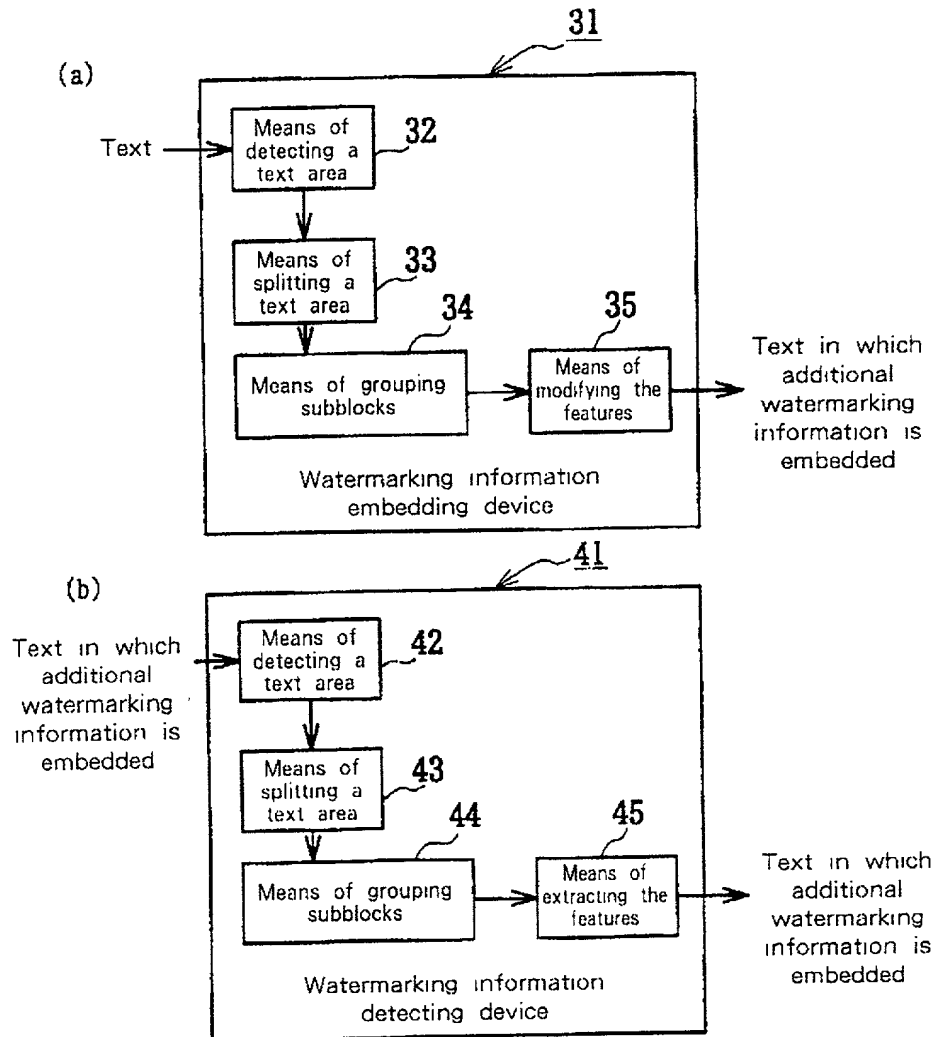 31
(a)
Text
Means of
detecting a
text area
32
Means of
splitting a
text area
33
34
Means of grouping
subblocks
35
Means of
modifying the
features
Text in which
additional
watermarking
information is
embedded
Watermarking information
embedding device
41
(b)
Text in which
additional
watermarking
information is
embedded
Means of
detecting a
text area
42
Means of
splitting a
text area
43
44
Means of grouping
subblocks
45
Means of
extracting the
features
Text in which
additional
watermarking
information is
embedded
Watermarking information
detecting device